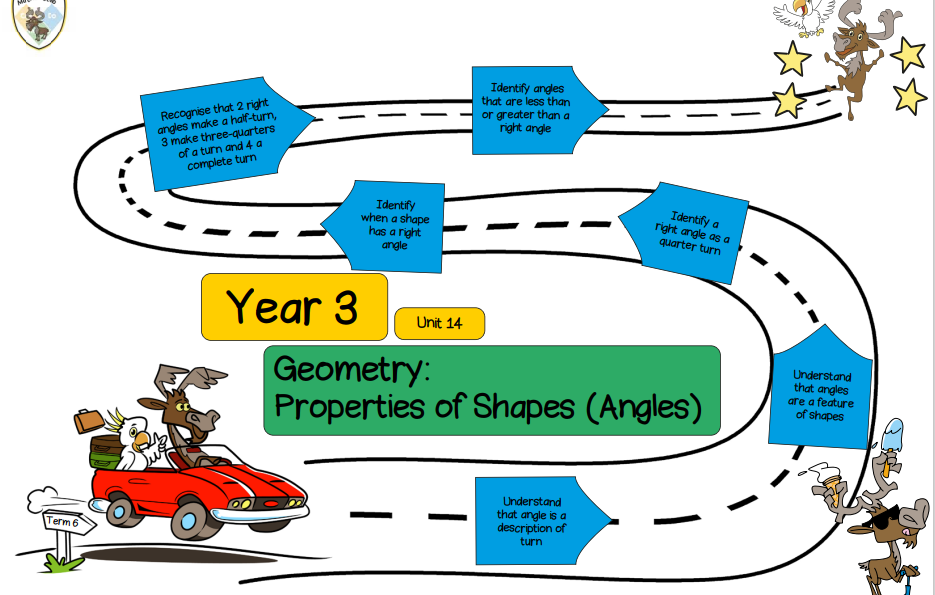 Recognise that 2 right
angles make a half-turn,
3 make three-quarters
of a turn and 4 a
complete turn
Identify angles
that are less than
or greater than a
right angle
Identify
when a shape
has a right
angle
Identify a
right angle as a
quarter turn
Year 3
Unit 14
Geometry:
Properties of Shapes (Angles)
Understand
that angles
are a feature
of shapes
Term 6
Understand
that angle is a
description of
turn